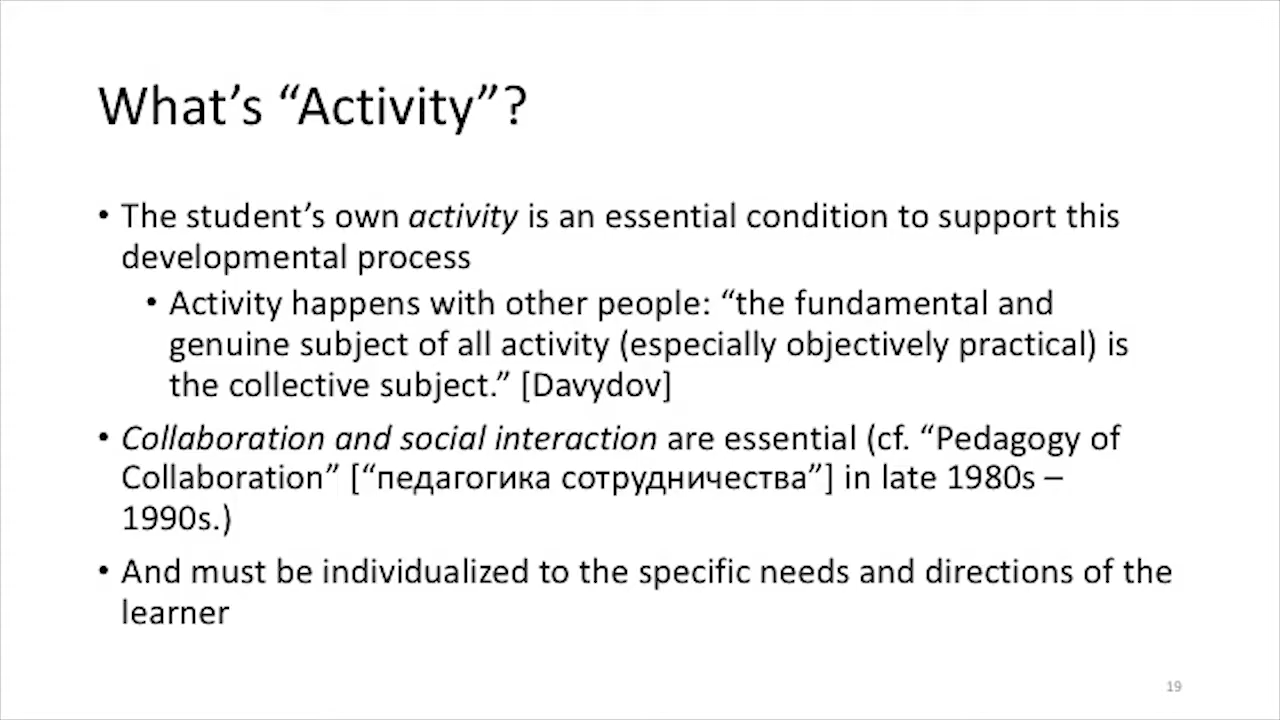 What’s “Activity”?
• The student’s own activity is an essential condition to support this
developmental process
• Activity happens with other people: “the fundamental and
genuine subject of all activity (especially objectively practical) is
the collective subject.” [Davydov]
• Collaboration and social interaction are essential (cf. “Pedagogy of
Collaboration” [“педагогика сотрудничества”] in late 1980s –
1990s.)
• And must be individualized to the specific needs and directions of the
learner
19